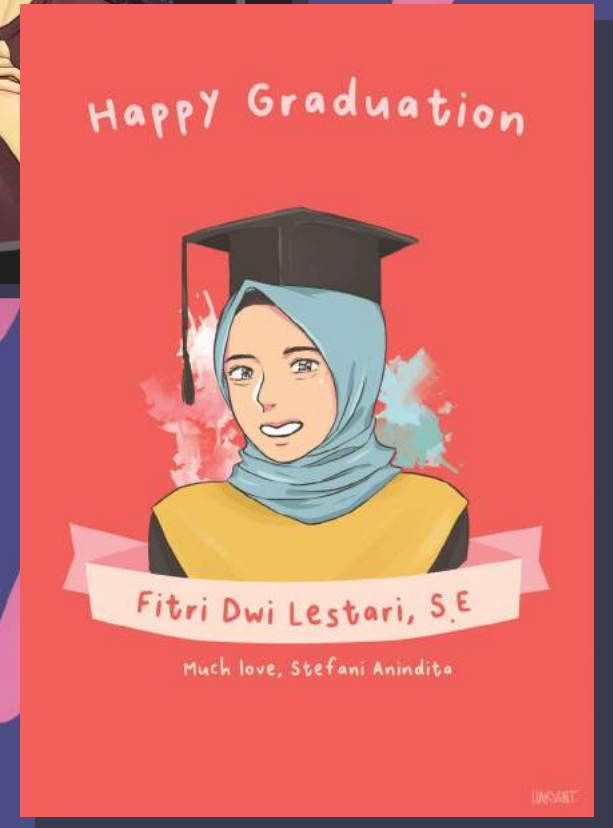 Happy Graduation
Fitri Dwi Lestari, S.E
Much love, Stefani Anindita